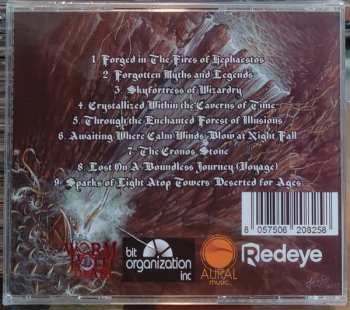 1. Forged in The Fires of Hephaestos
2. Forgotten Myths and Legends
3. Skyfortress of Wizardry
4. Crystallized Within the Caverns of Time
5. Through the Enchanted Forest of Illusions
6. Awaiting Where Calm Winds Blow at Night Fall
7. The Cronos Stone
8. Lost On A Boundless Journey (Voyage)
9. Sparks of Light Atop Towers Deserted for Ages
8 057506 208258
bit
organization
inc
AURAL
music
Redeye